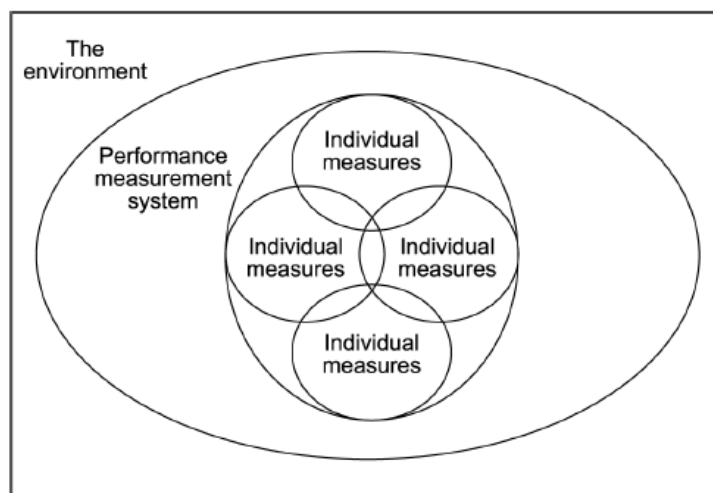 The
environment
Performance
measurement
system
Individual
measures
Individual
measures
Individual
measures
Individual
measures